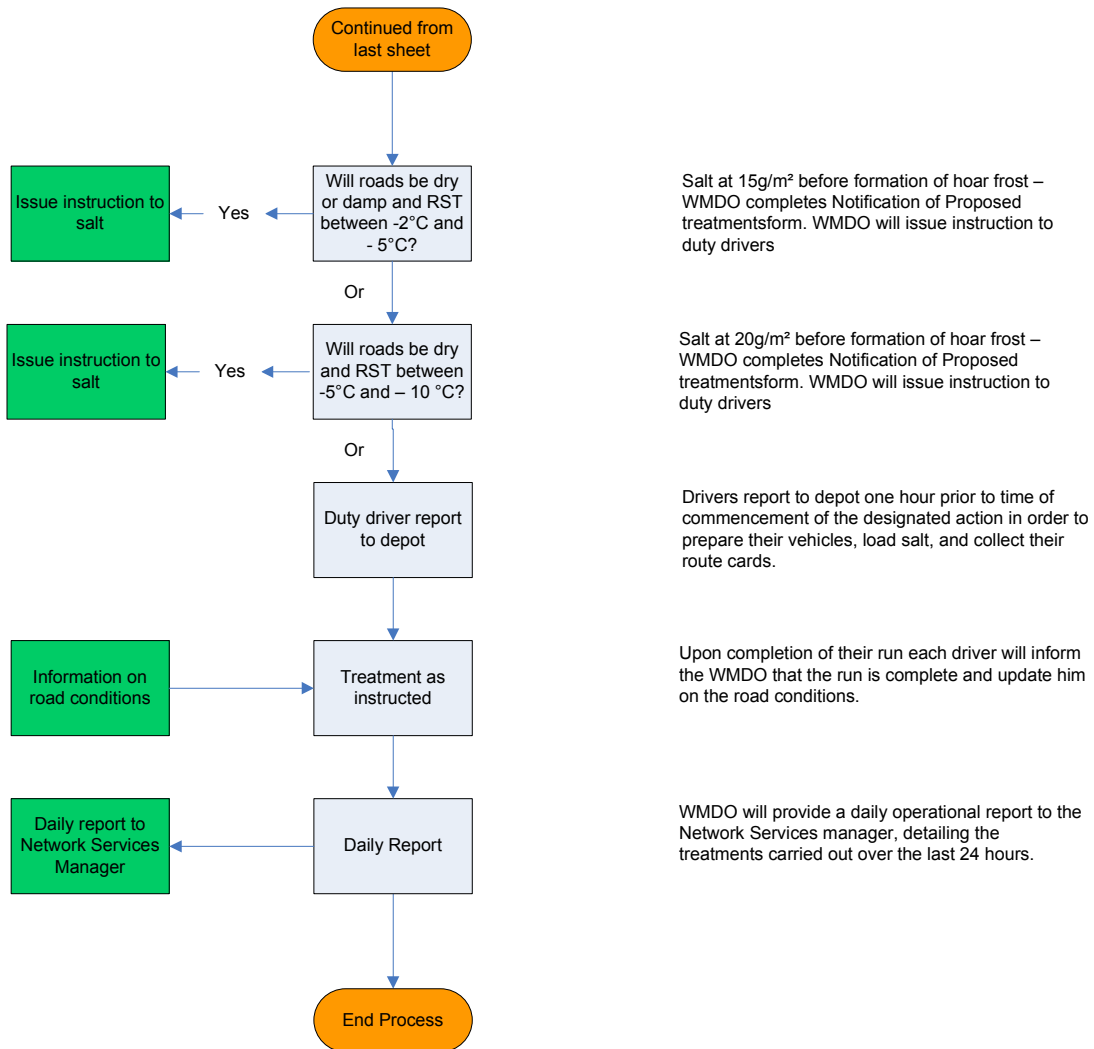 Continued from
last sheet
Issue instruction to
salt
Yes
Will roads be dry
or damp and RST
between -2°C and
- 5°C?
Salt at 15g/m² before formation of hoar frost –
WMDO completes Notification of Proposed
treatmentsform. WMDO will issue instruction to
duty drivers
Or
Issue instruction to
salt
Yes
Will roads be dry
and RST between
-5°C and – 10 °C?
Salt at 20g/m² before formation of hoar frost –
WMDO completes Notification of Proposed
treatmentsform. WMDO will issue instruction to
duty drivers
Or
Duty driver report
to depot
Drivers report to depot one hour prior to time of
commencement of the designated action in order to
prepare their vehicles, load salt, and collect their
route cards.
Information on
road conditions
Treatment as
instructed
Upon completion of their run each driver will inform
the WMDO that the run is complete and update him
on the road conditions.
Daily report to
Network Services
Manager
Daily Report
WMDO will provide a daily operational report to the
Network Services manager, detailing the
treatments carried out over the last 24 hours.
End Process